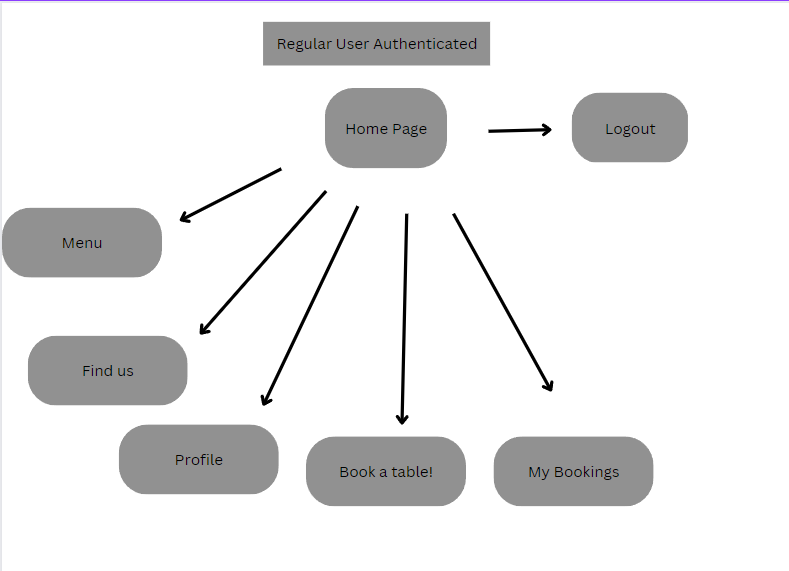 Regular User Authenticated
Home Page
Logout
Menu
Find us
Profile
Book a table!
My Bookings